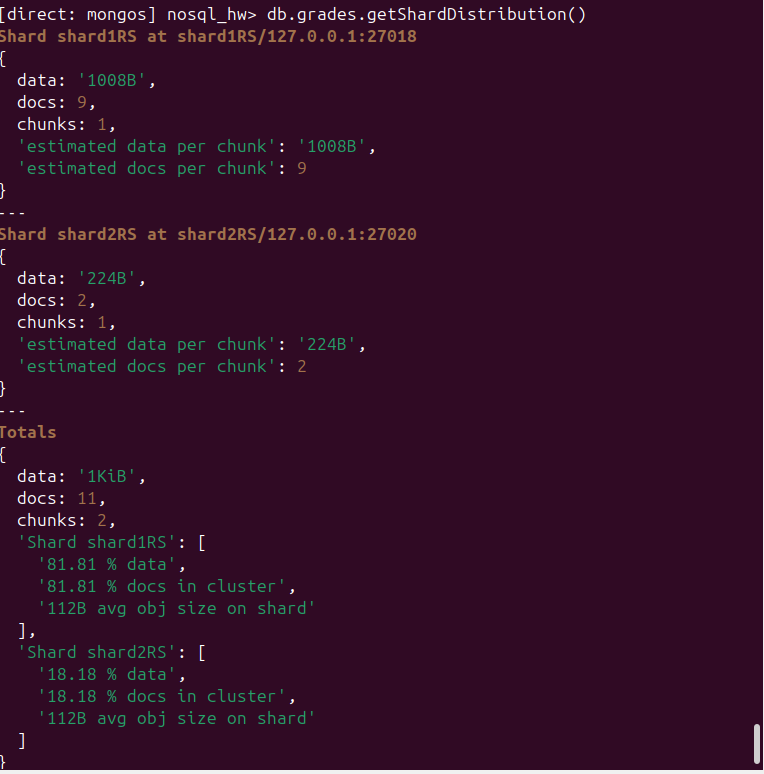 [direct: mongos] nosql_hw> db.grades.getShardDistribution()
Shard shard1RS at shard1RS/127.0.0.1:27018
{
  data: '1008B',
  docs: 9,
  chunks: 1,
  'estimated data per chunk': '1008B',
  'estimated docs per chunk': 9
}
---
Shard shard2RS at shard2RS/127.0.0.1:27020
{
  data: '224B',
  docs: 2,
  chunks: 1,
  'estimated data per chunk': '224B',
  'estimated docs per chunk': 2
}
---
Totals
{
  data: '1KiB',
  docs: 11,
  chunks: 2,
  'Shard shard1RS': [
    '81.81 % data',
    '81.81 % docs in cluster',
    '112B avg obj size on shard'
  ],
  'Shard shard2RS': [
    '18.18 % data',
    '18.18 % docs in cluster',
    '112B avg obj size on shard'
  ]
}